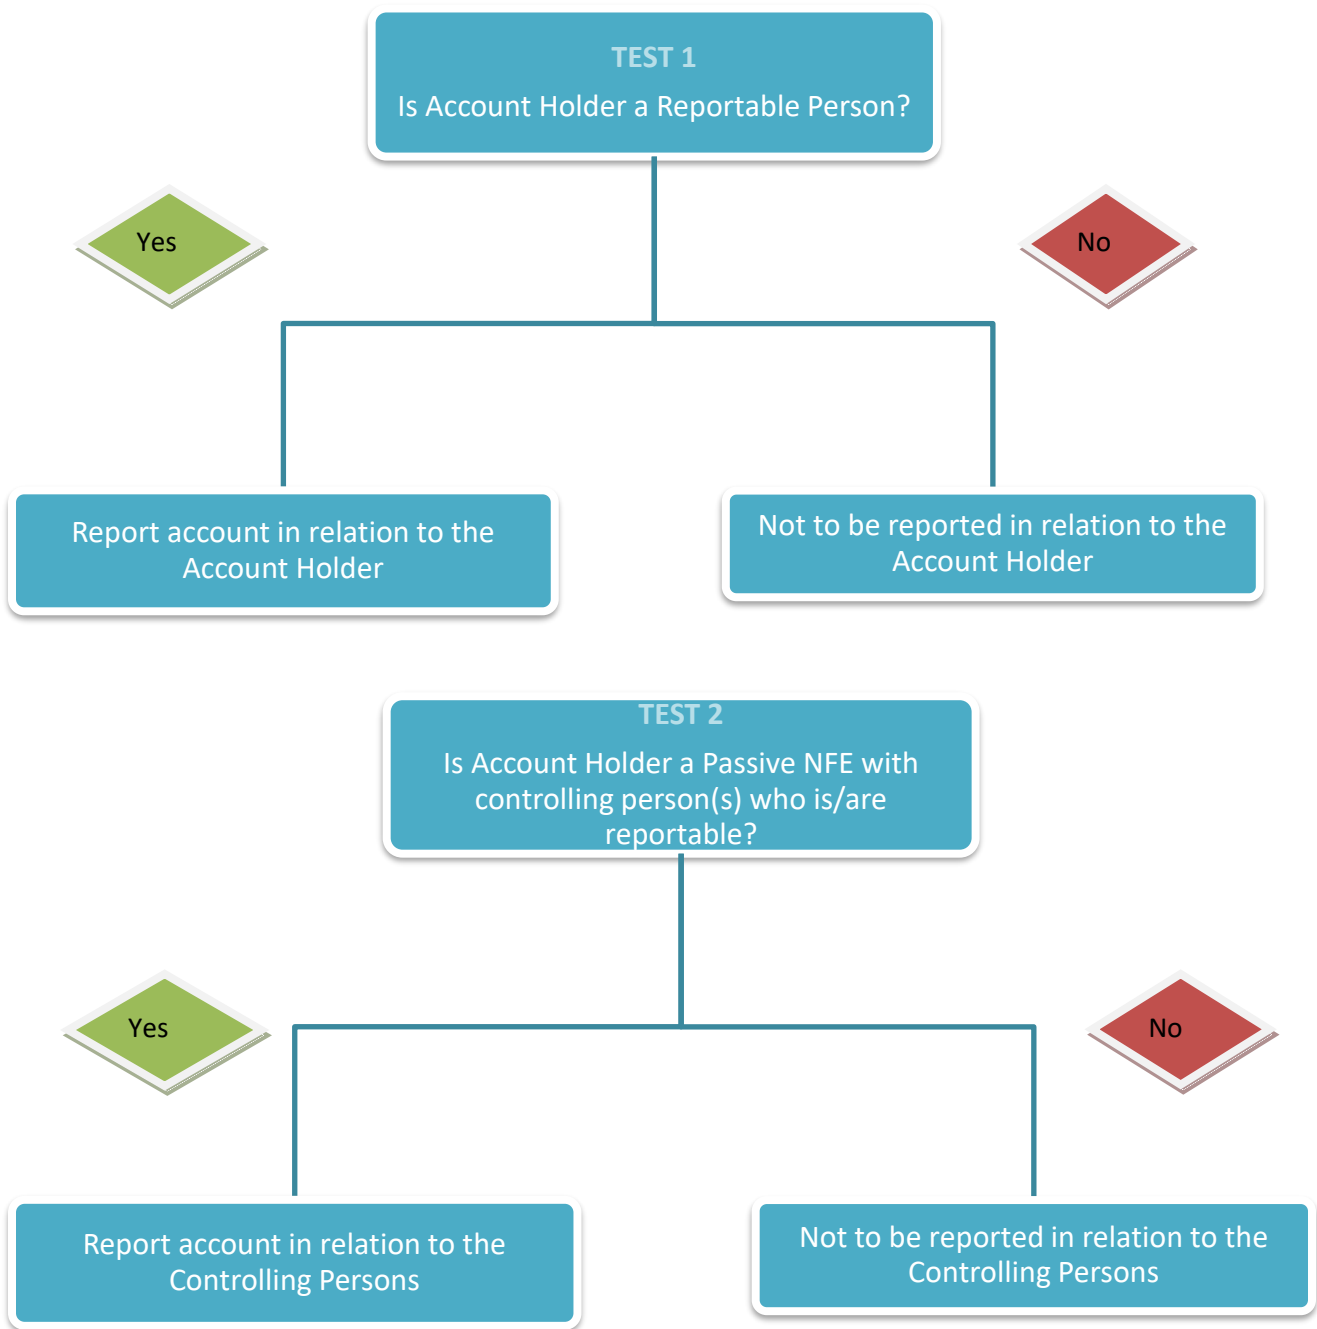 TEST 1
Is Account Holder a Reportable Person?
Yes
No
Report account in relation to the
Account Holder
Not to be reported in relation to the
Account Holder
TEST 2
Is Account Holder a Passive NFE with
controlling person(s) who is/are
reportable?
Yes
No
Report account in relation to the
Controlling Persons
Not to be reported in relation to the
Controlling Persons